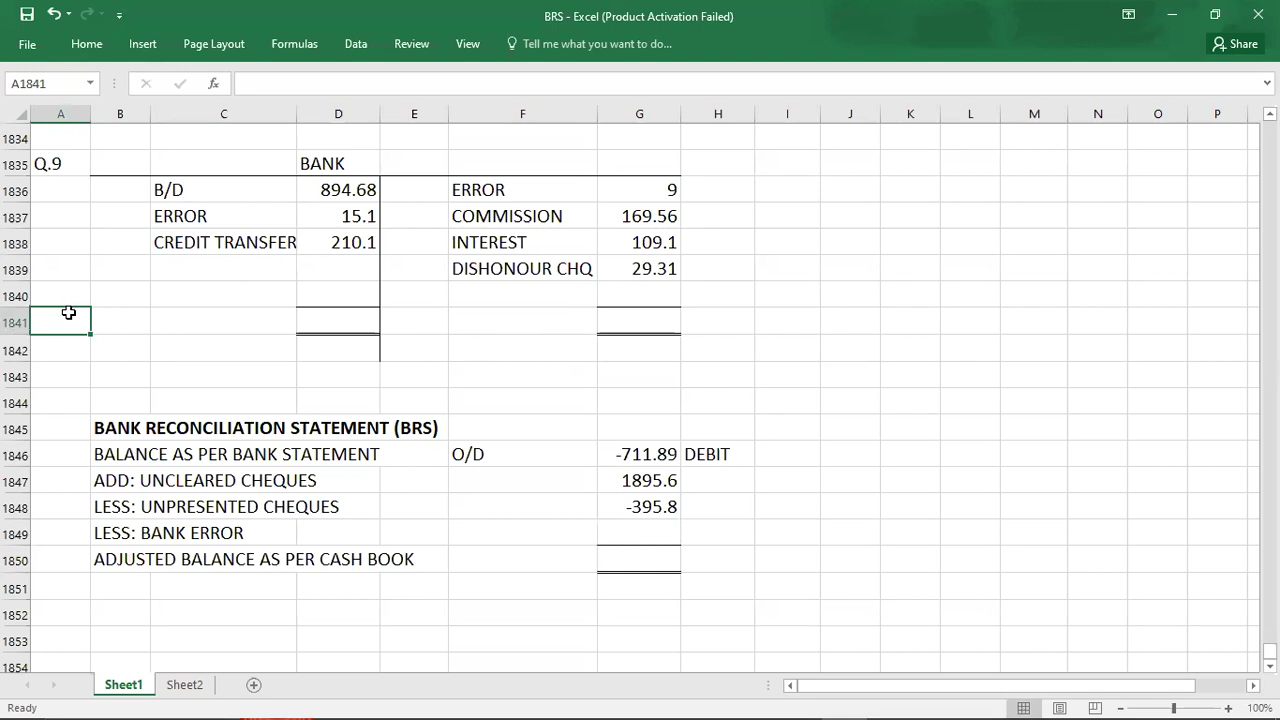 BRS - Excel (Product Activation Failed)
File Home Insert Page Layout Formulas Data Review View Tell me what you want to do... Share
A1841 fx
A B C D E F G H I J K L M N O P
1834
1835 Q.9 BANK
1836 B/D 894.68 ERROR 9
1837 ERROR 15.1 COMMISSION 169.56
1838 CREDIT TRANSFER 210.1 INTEREST 109.1
1839 DISHONOUR CHQ 29.31
1840
1841
1842
1843
1844
1845 BANK RECONCILIATION STATEMENT (BRS)
1846 BALANCE AS PER BANK STATEMENT O/D -711.89 DEBIT
1847 ADD: UNCLEARED CHEQUES 1895.6
1848 LESS: UNPRESENTED CHEQUES -395.8
1849 LESS: BANK ERROR
1850 ADJUSTED BALANCE AS PER CASH BOOK
1851
1852
1853
1854
Sheet1 Sheet2
Ready 100%